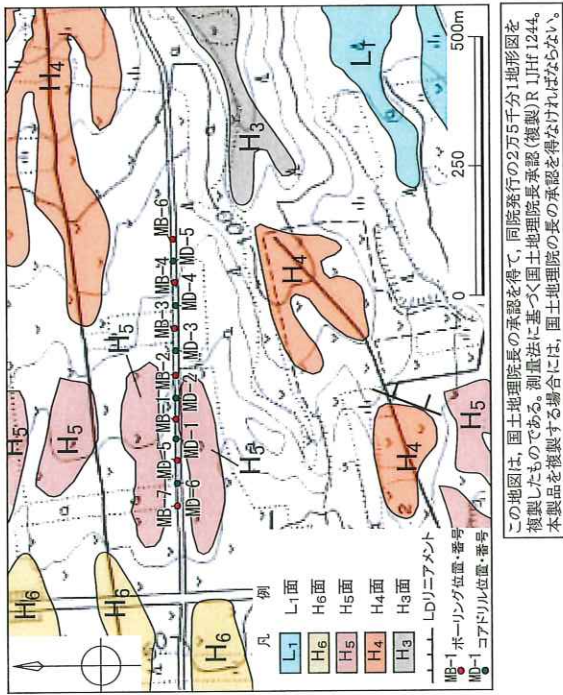 H4
H4
H3
L1
H5
H5
H5
H5
H6
H6
H6
H4
H4
H5
MB-7 MB-5 MB-1 MB-2 MB-3 MB-4 MB-6
MD-6 MD-1 MD-2 MD-3 MD-4 MD-5
凡 例
L1 L1面
H6 H6面
H5 H5面
H4 H4面
H3 H3面
LDリニアメント
MB-1 ボーリング位置・番号
MD-1 コアドリル位置・番号
0 250 500m
この地図は、国土地理院長の承認を得て、同院発行の2万5千分1地形図を
複製したものである。測量法に基づく国土地理院長承認(複製)R 1JHf 1244。
本製品を複製する場合には、国土地理院の長の承認を得なければならない。